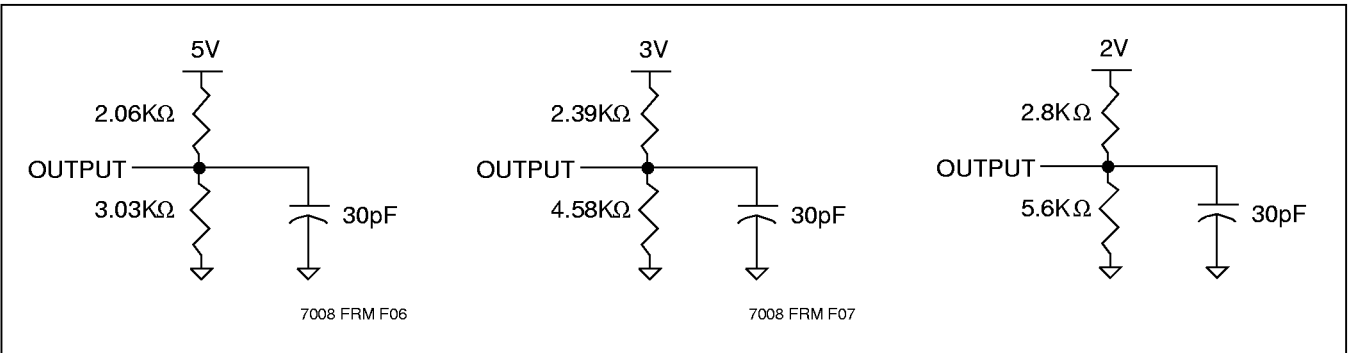 5V
2.06KΩ
OUTPUT
3.03KΩ
30pF
7008 FRM F06
3V
2.39KΩ
OUTPUT
4.58KΩ
30pF
7008 FRM F07
2V
2.8KΩ
OUTPUT
5.6KΩ
30pF